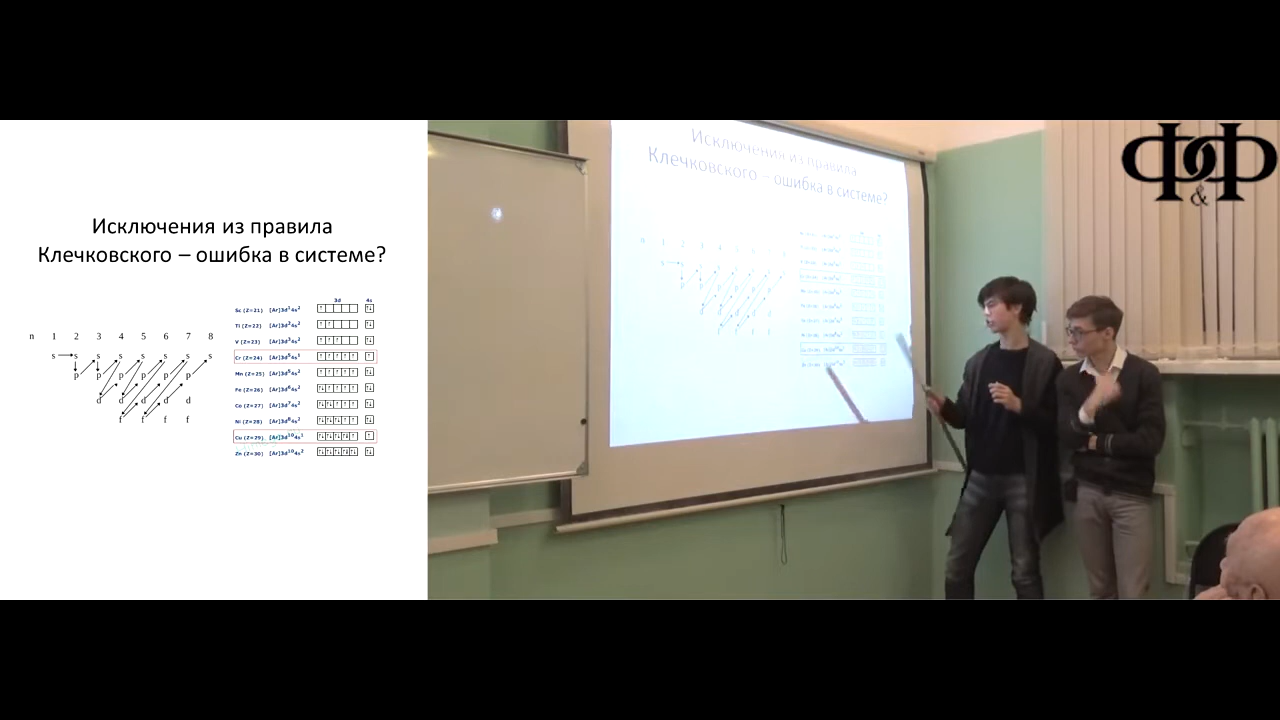 Исключения из правила
Клечковского – ошибка в системе?
n 1 2 3 4 5 6 7 8
s s s s s s s s
p p p p p p
d d d d d
f f f f
3d 4s
Sc (Z=21) [Ar]3d¹4s²
Ti (Z=22) [Ar]3d²4s²
V (Z=23) [Ar]3d³4s²
Cr (Z=24) [Ar]3d⁵4s¹
Mn (Z=25) [Ar]3d⁵4s²
Fe (Z=26) [Ar]3d⁶4s²
Co (Z=27) [Ar]3d⁷4s²
Ni (Z=28) [Ar]3d⁸4s²
Cu (Z=29) [Ar]3d¹⁰4s¹
Zn (Z=30) [Ar]3d¹⁰4s²
Исключения из правила
Клечковского – ошибка в системе?
Ф&Ф